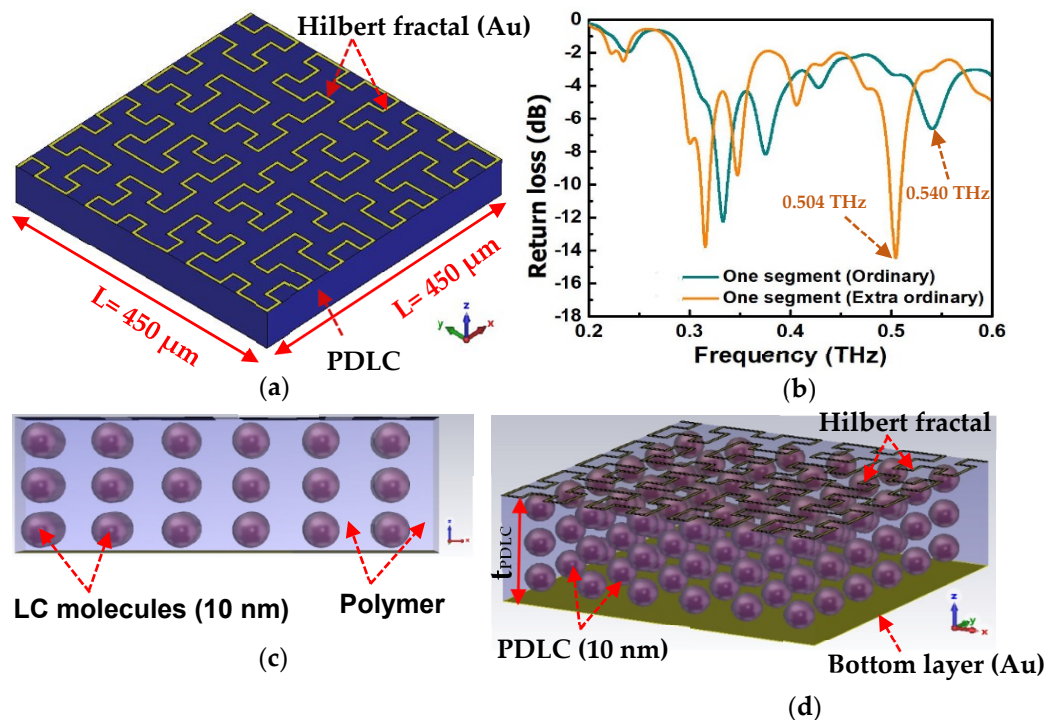 Hilbert fractal (Au)
L= 450 µm
L= 450 µm
PDLC
z
y
x
(a)
Return loss (dB)
0
-2
-4
-6
-8
-10
-12
-14
-16
-18
0.504 THz
0.540 THz
One segment (Ordinary)
One segment (Extra ordinary)
0.2
0.3
0.4
0.5
0.6
Frequency (THz)
(b)
z
x
LC molecules (10 nm)
Polymer
(c)
Hilbert fractal
tPDLC
z
y
x
PDLC (10 nm)
Bottom layer (Au)
(d)